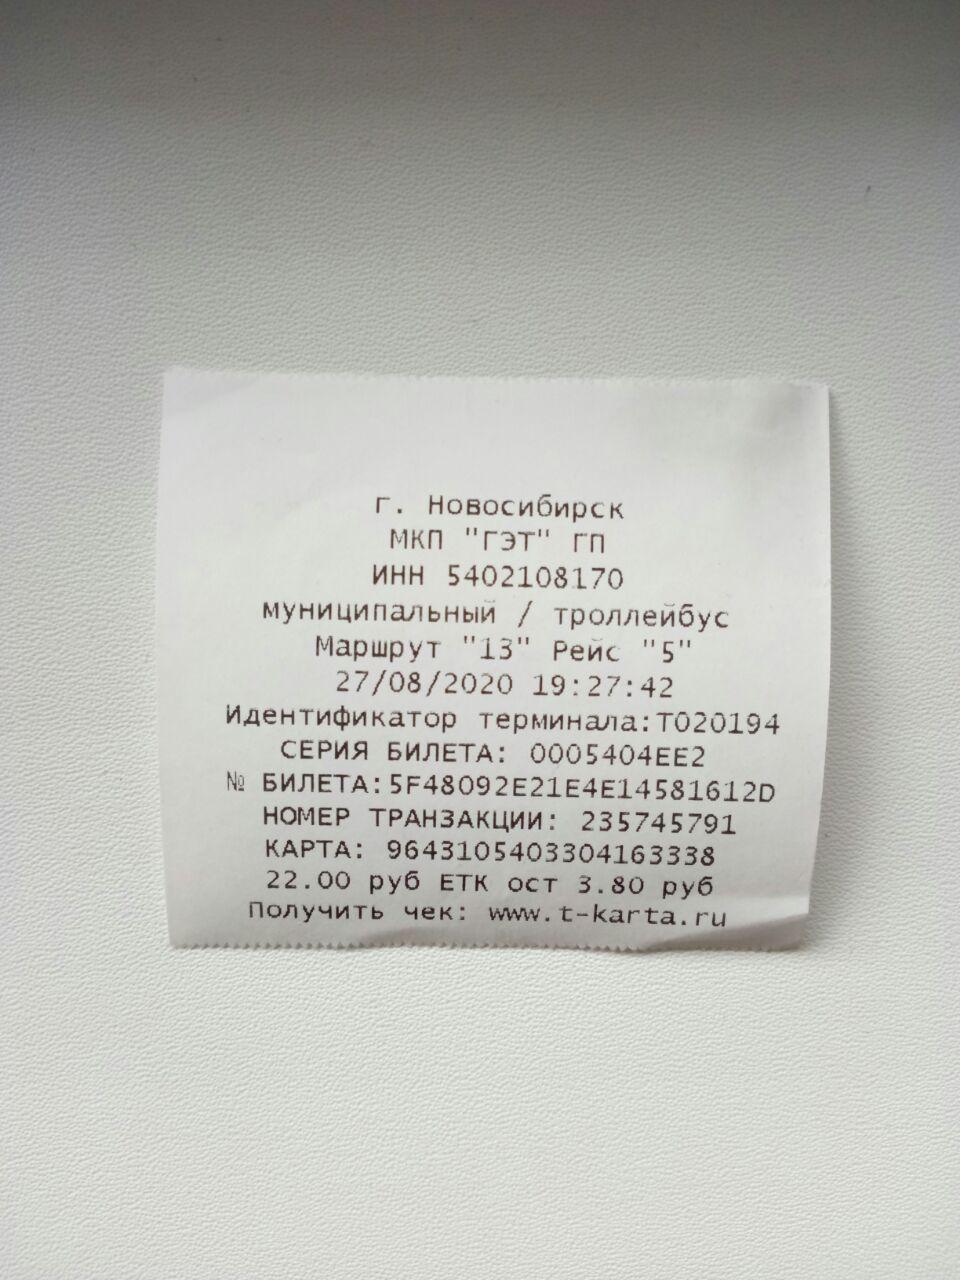 г. Новосибирск
МКП "ГЭТ" ГП
ИНН 5402108170
муниципальный / троллейбус
Маршрут "13" Рейс "5"
27/08/2020 19:27:42
Идентификатор терминала:Т020194
СЕРИЯ БИЛЕТА: 0005404EE2
№ БИЛЕТА:5F48092E21E4E14581612D
НОМЕР ТРАНЗАКЦИИ: 235745791
КАРТА: 9643105403304163338
22.00 руб ЕТК ост 3.80 руб
Получить чек: www.t-karta.ru